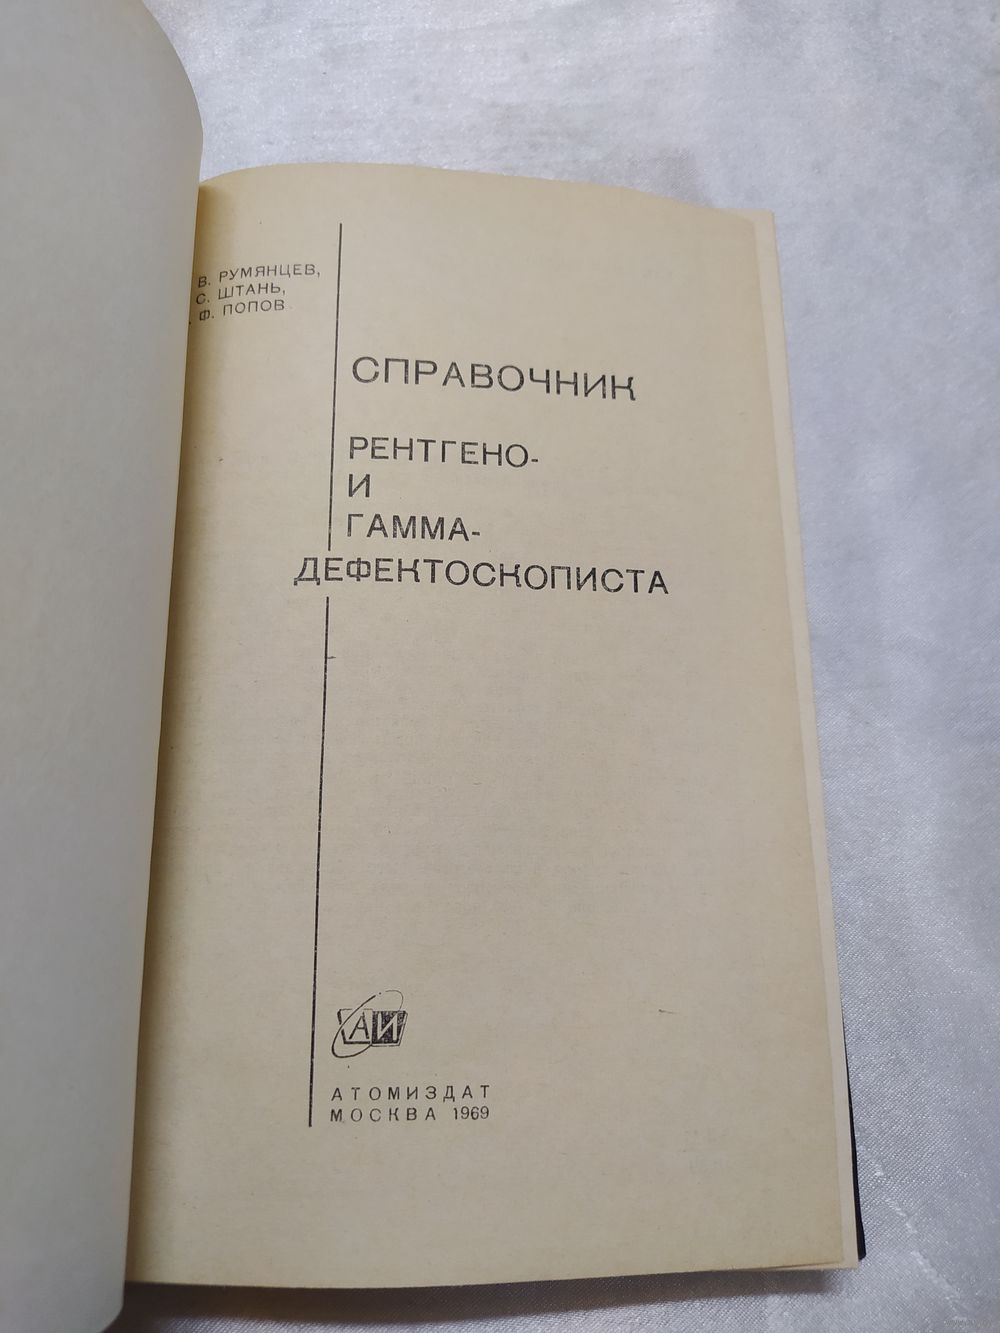 В. РУМЯНЦЕВ,
С. ШТАНЬ,
Ф. ПОПОВ
СПРАВОЧНИК
РЕНТГЕНО-
И
ГАММА-
ДЕФЕКТОСКОПИСТА
АИ
АТОМИЗДАТ
МОСКВА 1969